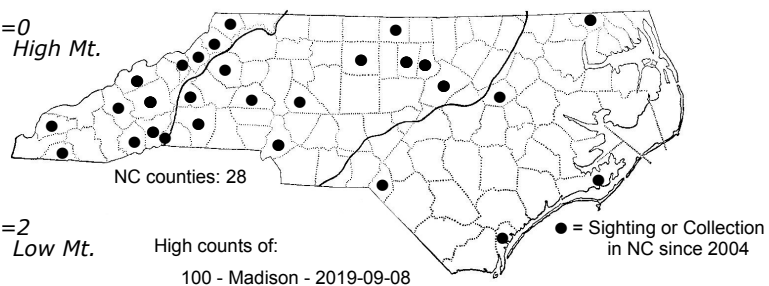 =0
High Mt.
NC counties: 28
=2
Low Mt.
High counts of:
100 - Madison - 2019-09-08
● = Sighting or Collection
in NC since 2004